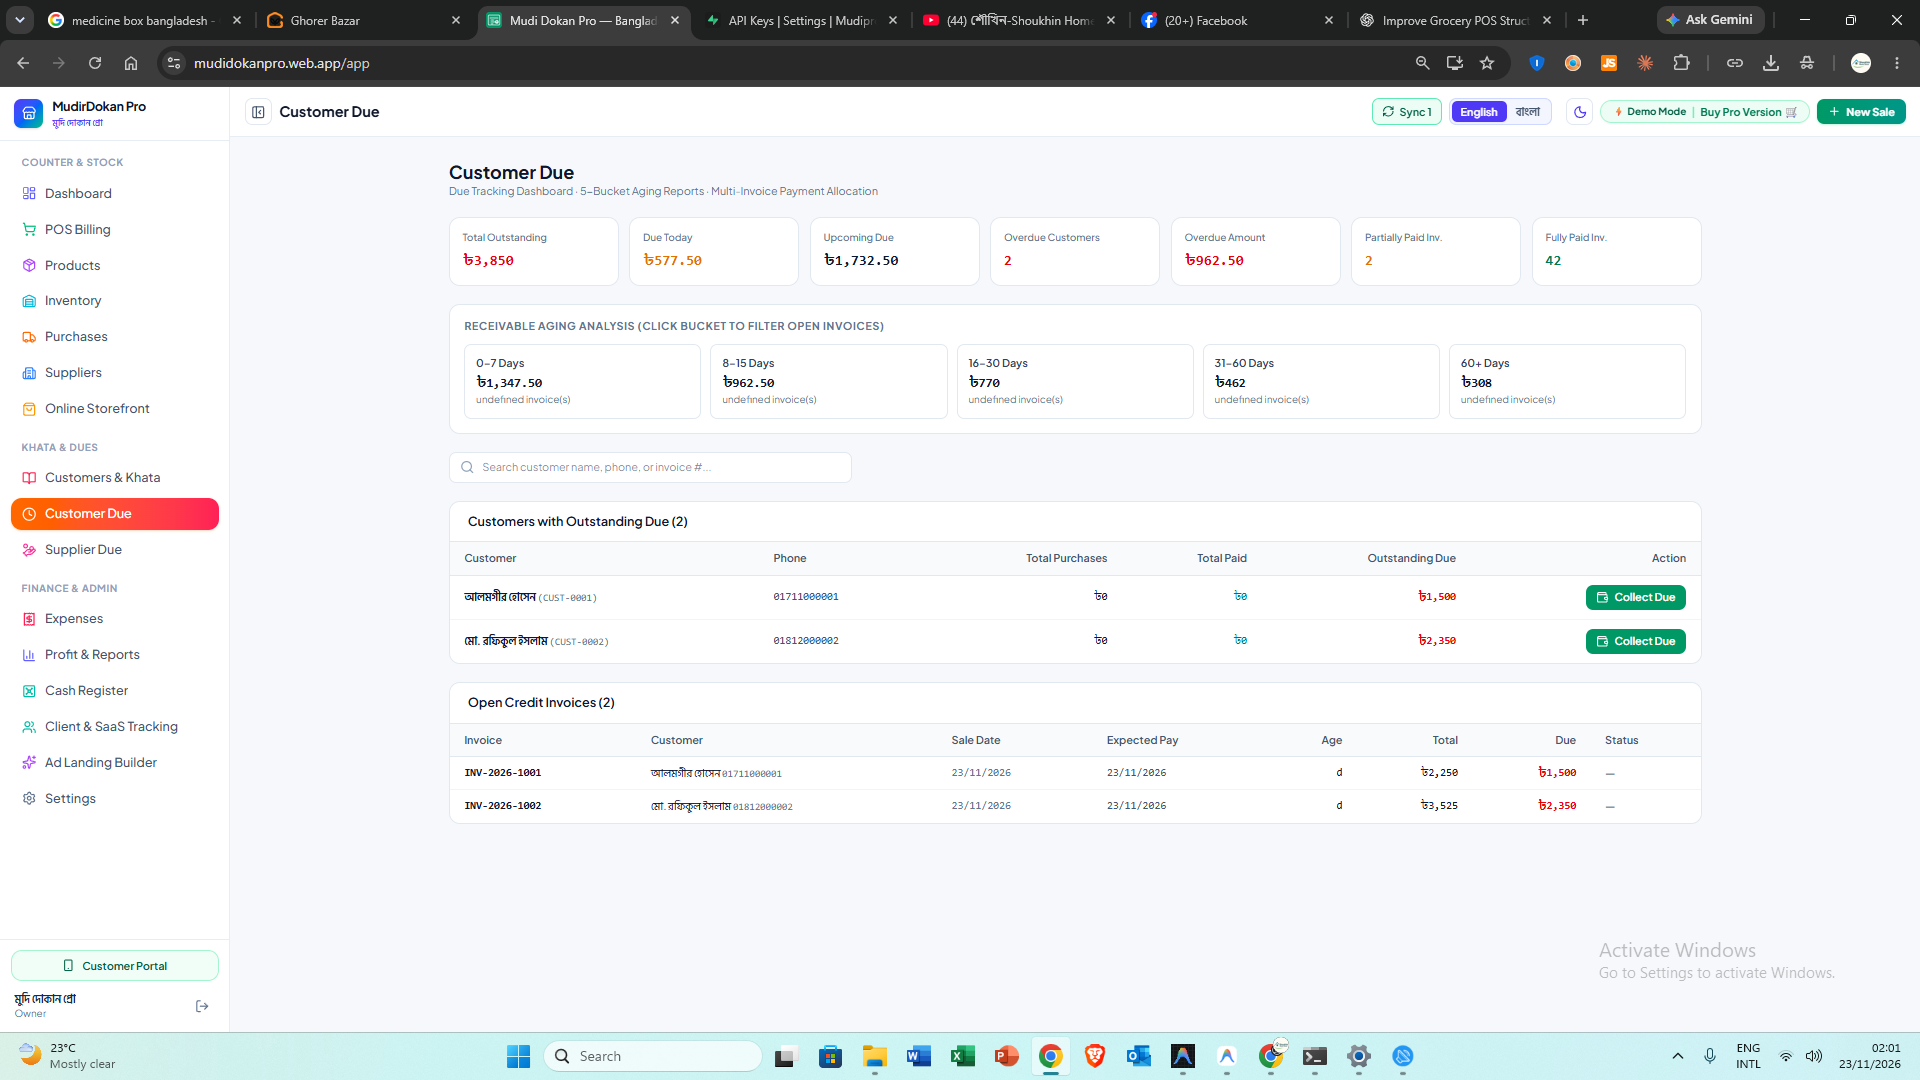 medicine box bangladesh -
Ghorer Bazar
Mudi Dokan Pro — Banglad
API Keys | Settings | Mudipr
(44) শৌখিন-Shoukhin Home
(20+) Facebook
Improve Grocery POS Struct
Ask Gemini
mudidokanpro.web.app/app
MudirDokan Pro
মুদি দোকান প্রো
Customer Due
Sync 1
English
বাংলা
Demo Mode | Buy Pro Version
+ New Sale
COUNTER & STOCK
Dashboard
POS Billing
Products
Inventory
Purchases
Suppliers
Online Storefront
KHATA & DUES
Customers & Khata
Customer Due
Supplier Due
FINANCE & ADMIN
Expenses
Profit & Reports
Cash Register
Client & SaaS Tracking
Ad Landing Builder
Settings
Customer Portal
মুদি দোকান প্রো
Owner
Customer Due
Due Tracking Dashboard · 5-Bucket Aging Reports · Multi-Invoice Payment Allocation
Total Outstanding
৳3,850
Due Today
৳577.50
Upcoming Due
৳1,732.50
Overdue Customers
2
Overdue Amount
৳962.50
Partially Paid Inv.
2
Fully Paid Inv.
42
RECEIVABLE AGING ANALYSIS (CLICK BUCKET TO FILTER OPEN INVOICES)
0-7 Days
৳1,347.50
undefined invoice(s)
8-15 Days
৳962.50
undefined invoice(s)
16-30 Days
৳770
undefined invoice(s)
31-60 Days
৳462
undefined invoice(s)
60+ Days
৳308
undefined invoice(s)
Search customer name, phone, or invoice #...
Customers with Outstanding Due (2)
Customer Phone Total Purchases Total Paid Outstanding Due Action
আলমগীর হোসেন (CUST-0001) 01711000001 ৳0 ৳0 ৳1,500 Collect Due
মো. রফিকুল ইসলাম (CUST-0002) 01812000002 ৳0 ৳0 ৳2,350 Collect Due
Open Credit Invoices (2)
Invoice Customer Sale Date Expected Pay Age Total Due Status
INV-2026-1001 আলমগীর হোসেন 01711000001 23/11/2026 23/11/2026 d ৳2,250 ৳1,500 —
INV-2026-1002 মো. রফিকুল ইসলাম 01812000002 23/11/2026 23/11/2026 d ৳3,525 ৳2,350 —
Activate Windows
Go to Settings to activate Windows.
23°C
Mostly clear
Search
ENG
INTL
02:01
23/11/2026